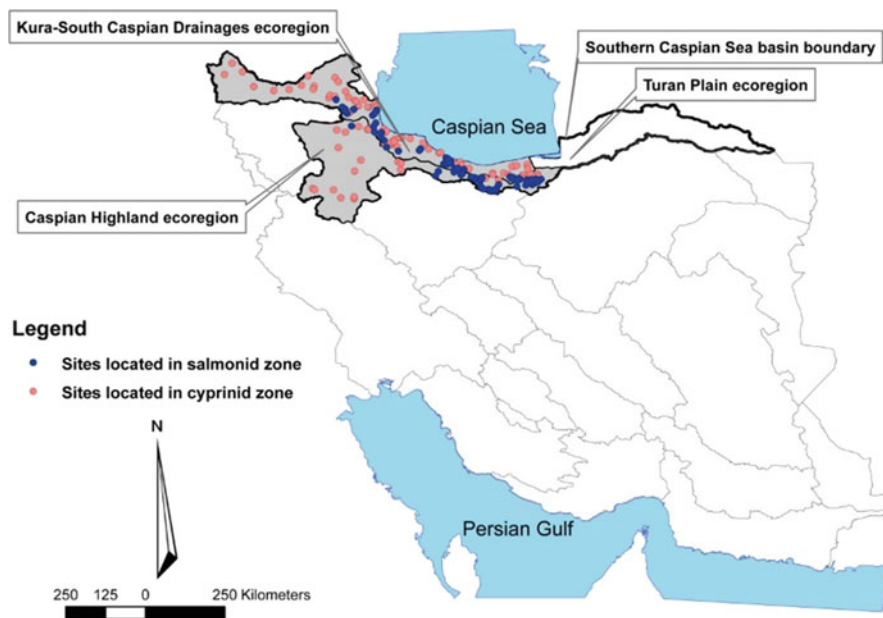 Kura-South Caspian Drainages ecoregion
Southern Caspian Sea basin boundary
Turan Plain ecoregion
Caspian Sea
Caspian Highland ecoregion
Legend
Sites located in salmonid zone
Sites located in cyprinid zone
N
Persian Gulf
250 125 0 250 Kilometers